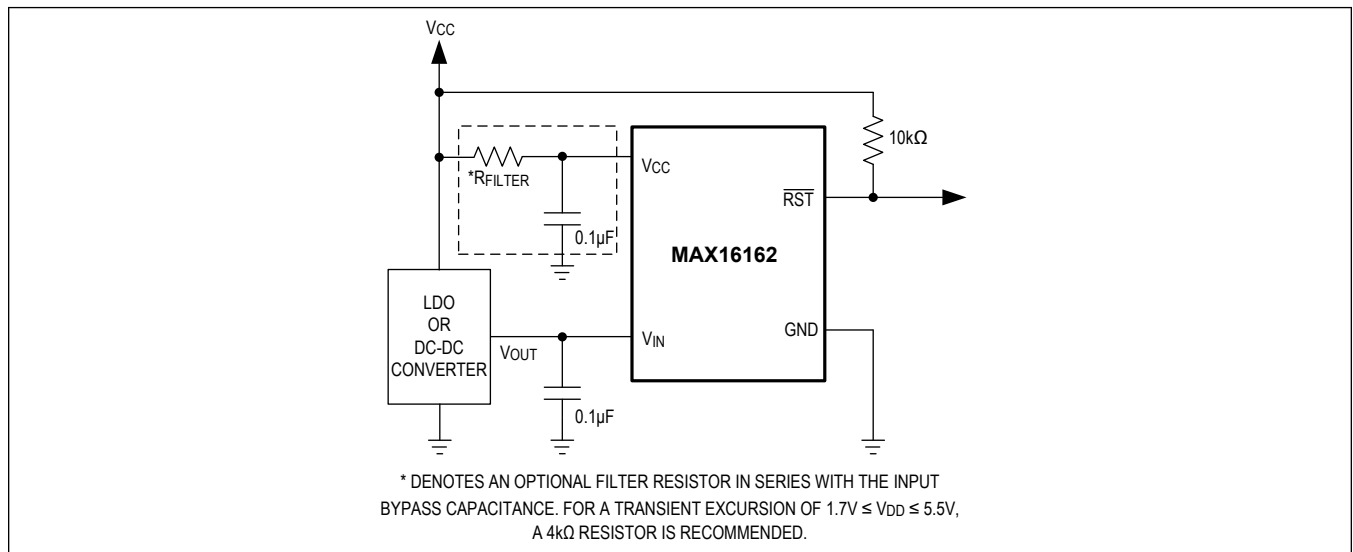 VCC
*RFILTER
0.1µF
VCC
RST
10kΩ
MAX16162
LDO
OR
DC-DC
CONVERTER
VOUT
VIN
GND
0.1µF
* DENOTES AN OPTIONAL FILTER RESISTOR IN SERIES WITH THE INPUT
BYPASS CAPACITANCE. FOR A TRANSIENT EXCURSION OF 1.7V ≤ VDD ≤ 5.5V,
A 4kΩ RESISTOR IS RECOMMENDED.